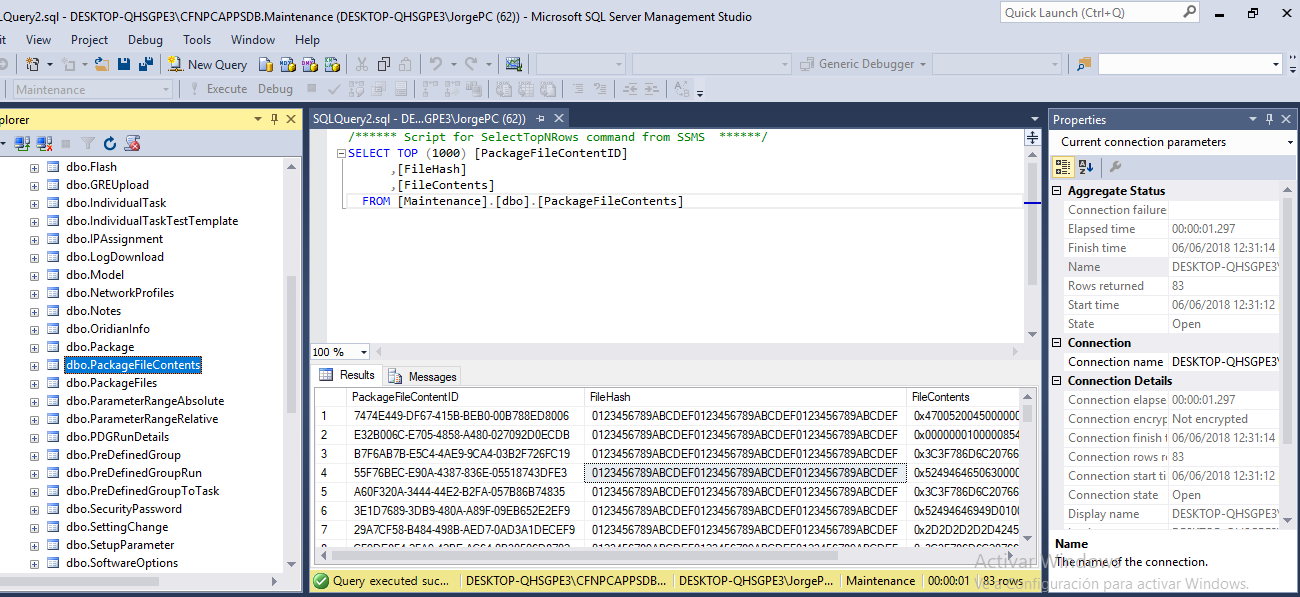 LQuery2.sql - DESKTOP-QHSGPE3\CFNPCAPPSDB.Maintenance (DESKTOP-QHSGPE3\JorgePC (62)) - Microsoft SQL Server Management Studio
Quick Launch (Ctrl+Q)
it View Project Debug Tools Window Help
New Query
Generic Debugger
Maintenance
Execute Debug
plorer
dbo.Flash
dbo.GREUpload
dbo.IndividualTask
dbo.IndividualTaskTestTemplate
dbo.IPAssignment
dbo.LogDownload
dbo.Model
dbo.NetworkProfiles
dbo.Notes
dbo.OridianInfo
dbo.Package
dbo.PackageFileContents
dbo.PackageFiles
dbo.ParameterRangeAbsolute
dbo.ParameterRangeRelative
dbo.PDGRunDetails
dbo.PreDefinedGroup
dbo.PreDefinedGroupRun
dbo.PreDefinedGroupToTask
dbo.SecurityPassword
dbo.SettingChange
dbo.SetupParameter
dbo.SoftwareOptions
SQLQuery2.sql - DE...GPE3\JorgePC (62))
/****** Script for SelectTopNRows command from SSMS ******/
SELECT TOP (1000) [PackageFileContentID]
,[FileHash]
,[FileContents]
FROM [Maintenance].[dbo].[PackageFileContents]
100 %
Results Messages
PackageFileContentID FileHash FileContents
1 7474E449-DF67-415B-BEB0-00B788ED8006 0123456789ABCDEF0123456789ABCDEF0123456789ABCDEF 0x4700520045000000
2 E32B006C-E705-4858-A480-027092D0ECDB 0123456789ABCDEF0123456789ABCDEF0123456789ABCDEF 0x0000000100000854
3 B7F6AB7B-E5C4-4AE9-9CA4-03B2F726FC19 0123456789ABCDEF0123456789ABCDEF0123456789ABCDEF 0x3C3F786D6C20766
4 55F76BEC-E90A-4387-836E-05518743DFE3 0123456789ABCDEF0123456789ABCDEF0123456789ABCDEF 0x5249464650630000
5 A60F320A-3444-44E2-B2FA-057B86B74835 0123456789ABCDEF0123456789ABCDEF0123456789ABCDEF 0x3C3F786D6C20766
6 3E1D7689-3DB9-480A-A89F-09EB652E2EF9 0123456789ABCDEF0123456789ABCDEF0123456789ABCDEF 0x52494646949D0100
7 29A7CF58-B484-498B-AED7-0AD3A1DECEF9 0123456789ABCDEF0123456789ABCDEF0123456789ABCDEF 0x2D2D2D2D2D4245
Query executed suc... DESKTOP-QHSGPE3\CFNPCAPPSDB... DESKTOP-QHSGPE3\JorgeP... Maintenance 00:00:01 83 rows
Properties
Current connection parameters
Aggregate Status
Connection failure
Elapsed time 00:00:01.297
Finish time 06/06/2018 12:31:14
Name DESKTOP-QHSGPE3\
Rows returned 83
Start time 06/06/2018 12:31:12
State Open
Connection
Connection name DESKTOP-QHSGPE3\
Connection Details
Connection elapse 00:00:01.297
Connection encryp Not encrypted
Connection finish t 06/06/2018 12:31:14
Connection rows r 83
Connection start ti 06/06/2018 12:31:12
Connection state Open
Display name DESKTOP-QHSGPE3\
Name
The name of the connection.
Activar Windows
Ve a Configuración para activar Windows.